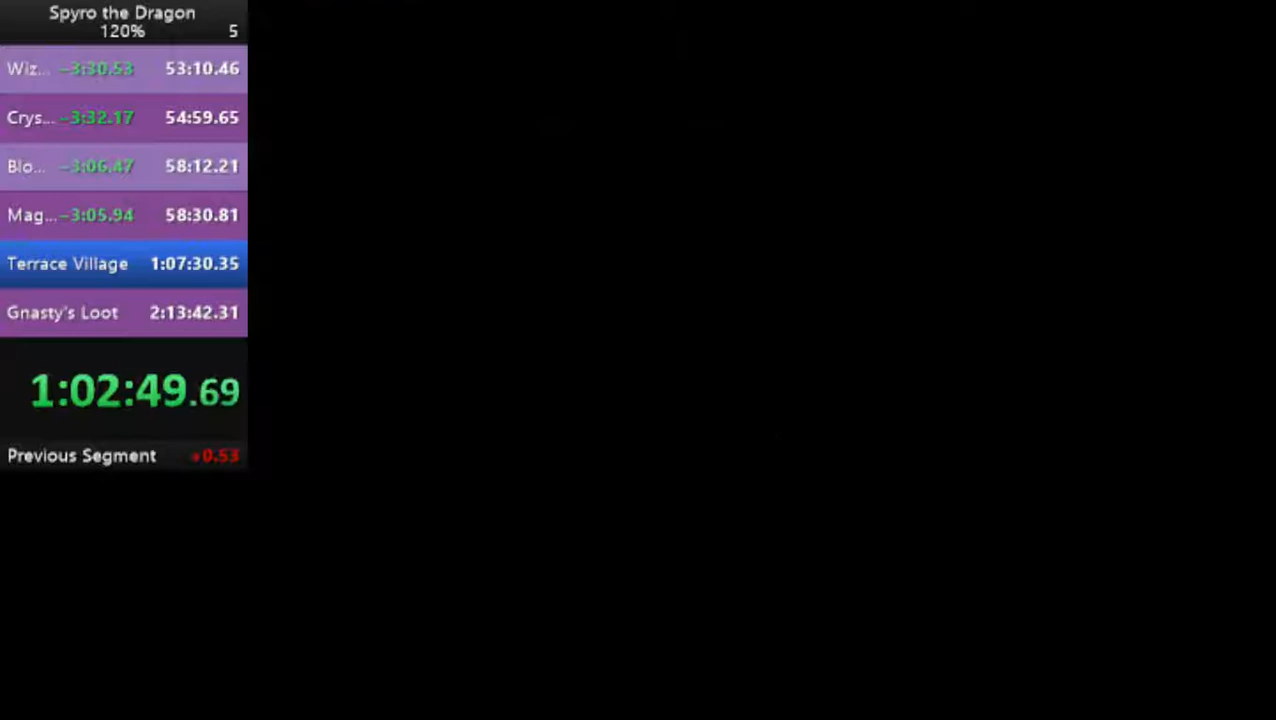 Spyro the Dragon
120% 5
Wiz... -3:30.53 53:10.46
Crys... -3:32.17 54:59.65
Blo... -3:06.47 58:12.21
Mag... -3:05.94 58:30.81
Terrace Village 1:07:30.35
Gnasty's Loot 2:13:42.31
1:02:49.69
Previous Segment +0.53